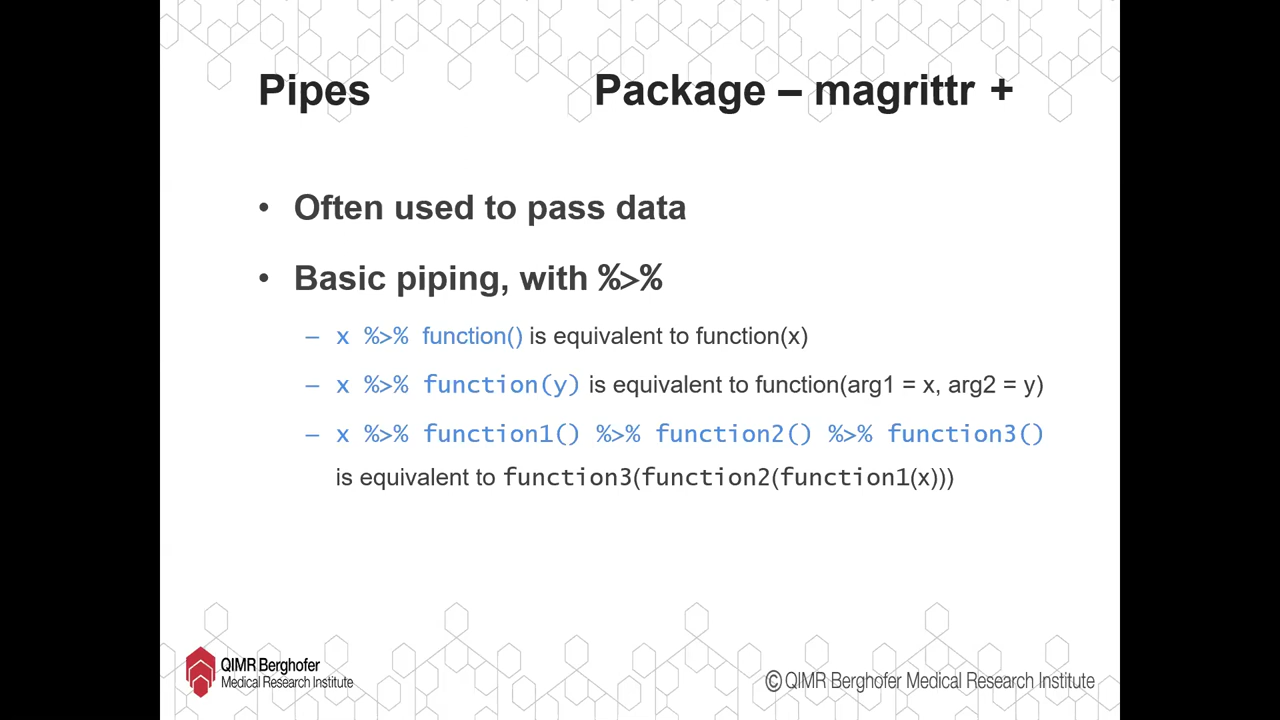 Pipes Package – magrittr +
• Often used to pass data
• Basic piping, with %>%
– x %>% function() is equivalent to function(x)
– x %>% function(y) is equivalent to function(arg1 = x, arg2 = y)
– x %>% function1() %>% function2() %>% function3()
is equivalent to function3(function2(function1(x)))
QIMR Berghofer
Medical Research Institute
© QIMR Berghofer Medical Research Institute